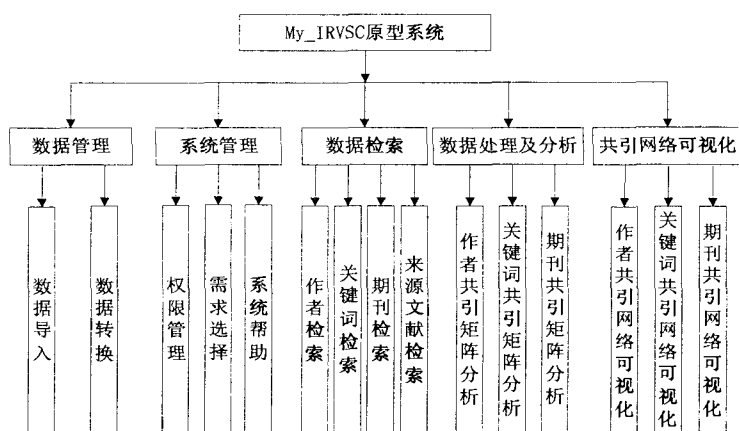 My_IRVSC原型系统
数据管理
系统管理
数据检索
数据处理及分析
共引网络可视化
数据导入
数据转换
权限管理
需求选择
系统帮助
作者检索
关键词检索
期刊检索
来源文献检索
作者共引矩阵分析
关键词共引矩阵分析
期刊共引矩阵分析
作者共引网络可视化
关键词共引网络可视化
期刊共引网络可视化